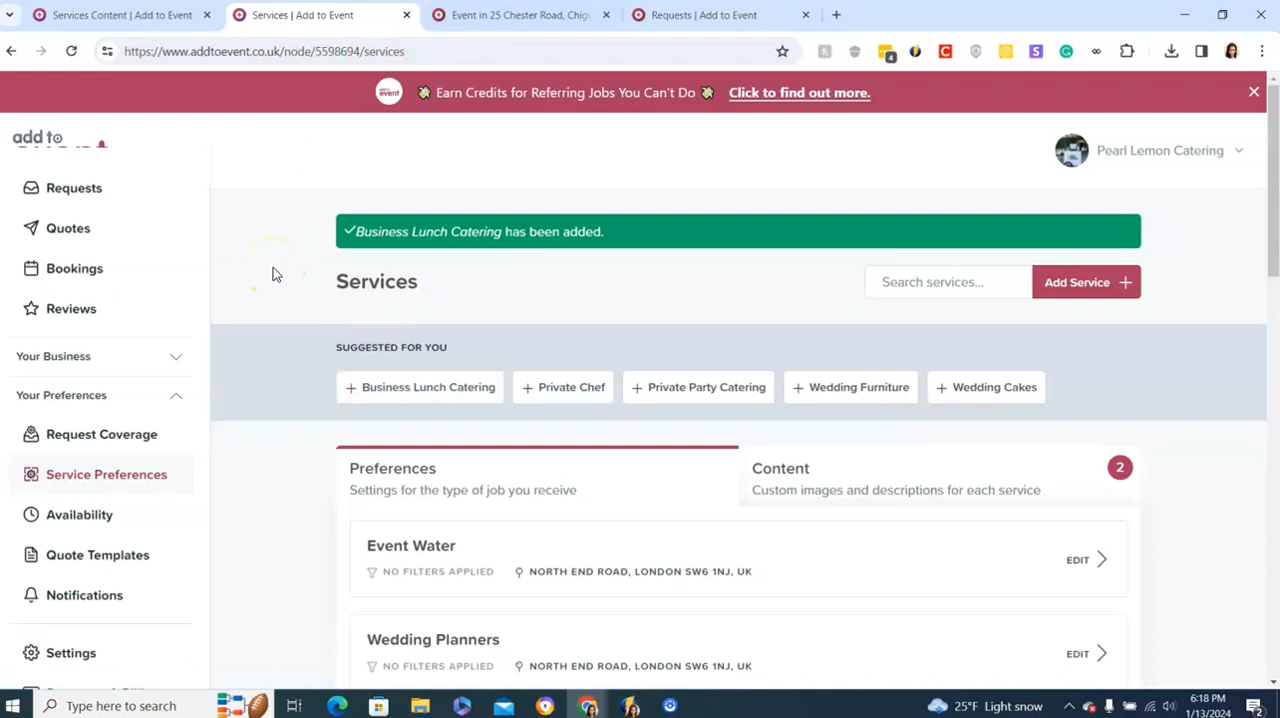 Services Content | Add to Event
Services | Add to Event
Event in 25 Chester Road, Chig
Requests | Add to Event
https://www.addtoevent.co.uk/node/5598694/services
4
event
Earn Credits for Referring Jobs You Can't Do
Click to find out more.
add to
Pearl Lemon Catering
Requests
Quotes
Bookings
Reviews
Your Business
Your Preferences
Request Coverage
Service Preferences
Availability
Quote Templates
Notifications
Settings
Business Lunch Catering has been added.
Services
Search services...
Add Service +
SUGGESTED FOR YOU
+ Business Lunch Catering
+ Private Chef
+ Private Party Catering
+ Wedding Furniture
+ Wedding Cakes
Preferences
Settings for the type of job you receive
Content
Custom images and descriptions for each service
2
Event Water
NO FILTERS APPLIED
NORTH END ROAD, LONDON SW6 1NJ, UK
EDIT
Wedding Planners
NO FILTERS APPLIED
NORTH END ROAD, LONDON SW6 1NJ, UK
EDIT
Type here to search
25°F Light snow
6:18 PM
1/13/2024
2